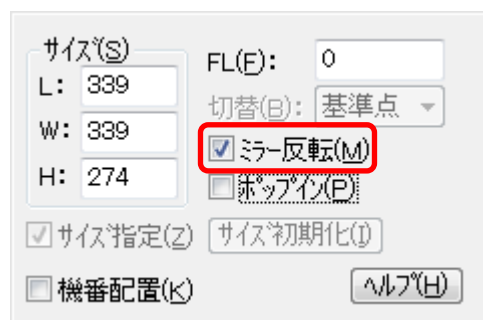 サイズ(S)
L: 339
W: 339
H: 274
FL(F): 0
切替(B): 基準点
ミラー反転(M)
ポップイン(P)
サイズ指定(Z) サイズ初期化(I)
機番配置(K) ヘルプ(H)